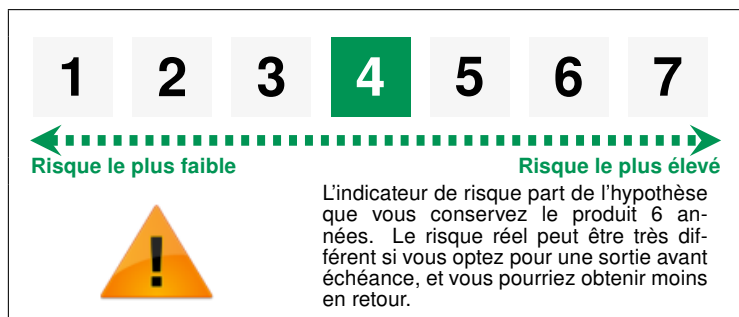 1 2 3 4 5 6 7
Risque le plus faible Risque le plus élevé
L'indicateur de risque part de l'hypothèse
que vous conservez le produit 6 an-
nées. Le risque réel peut être très dif-
férent si vous optez pour une sortie avant
échéance, et vous pourriez obtenir moins
en retour.